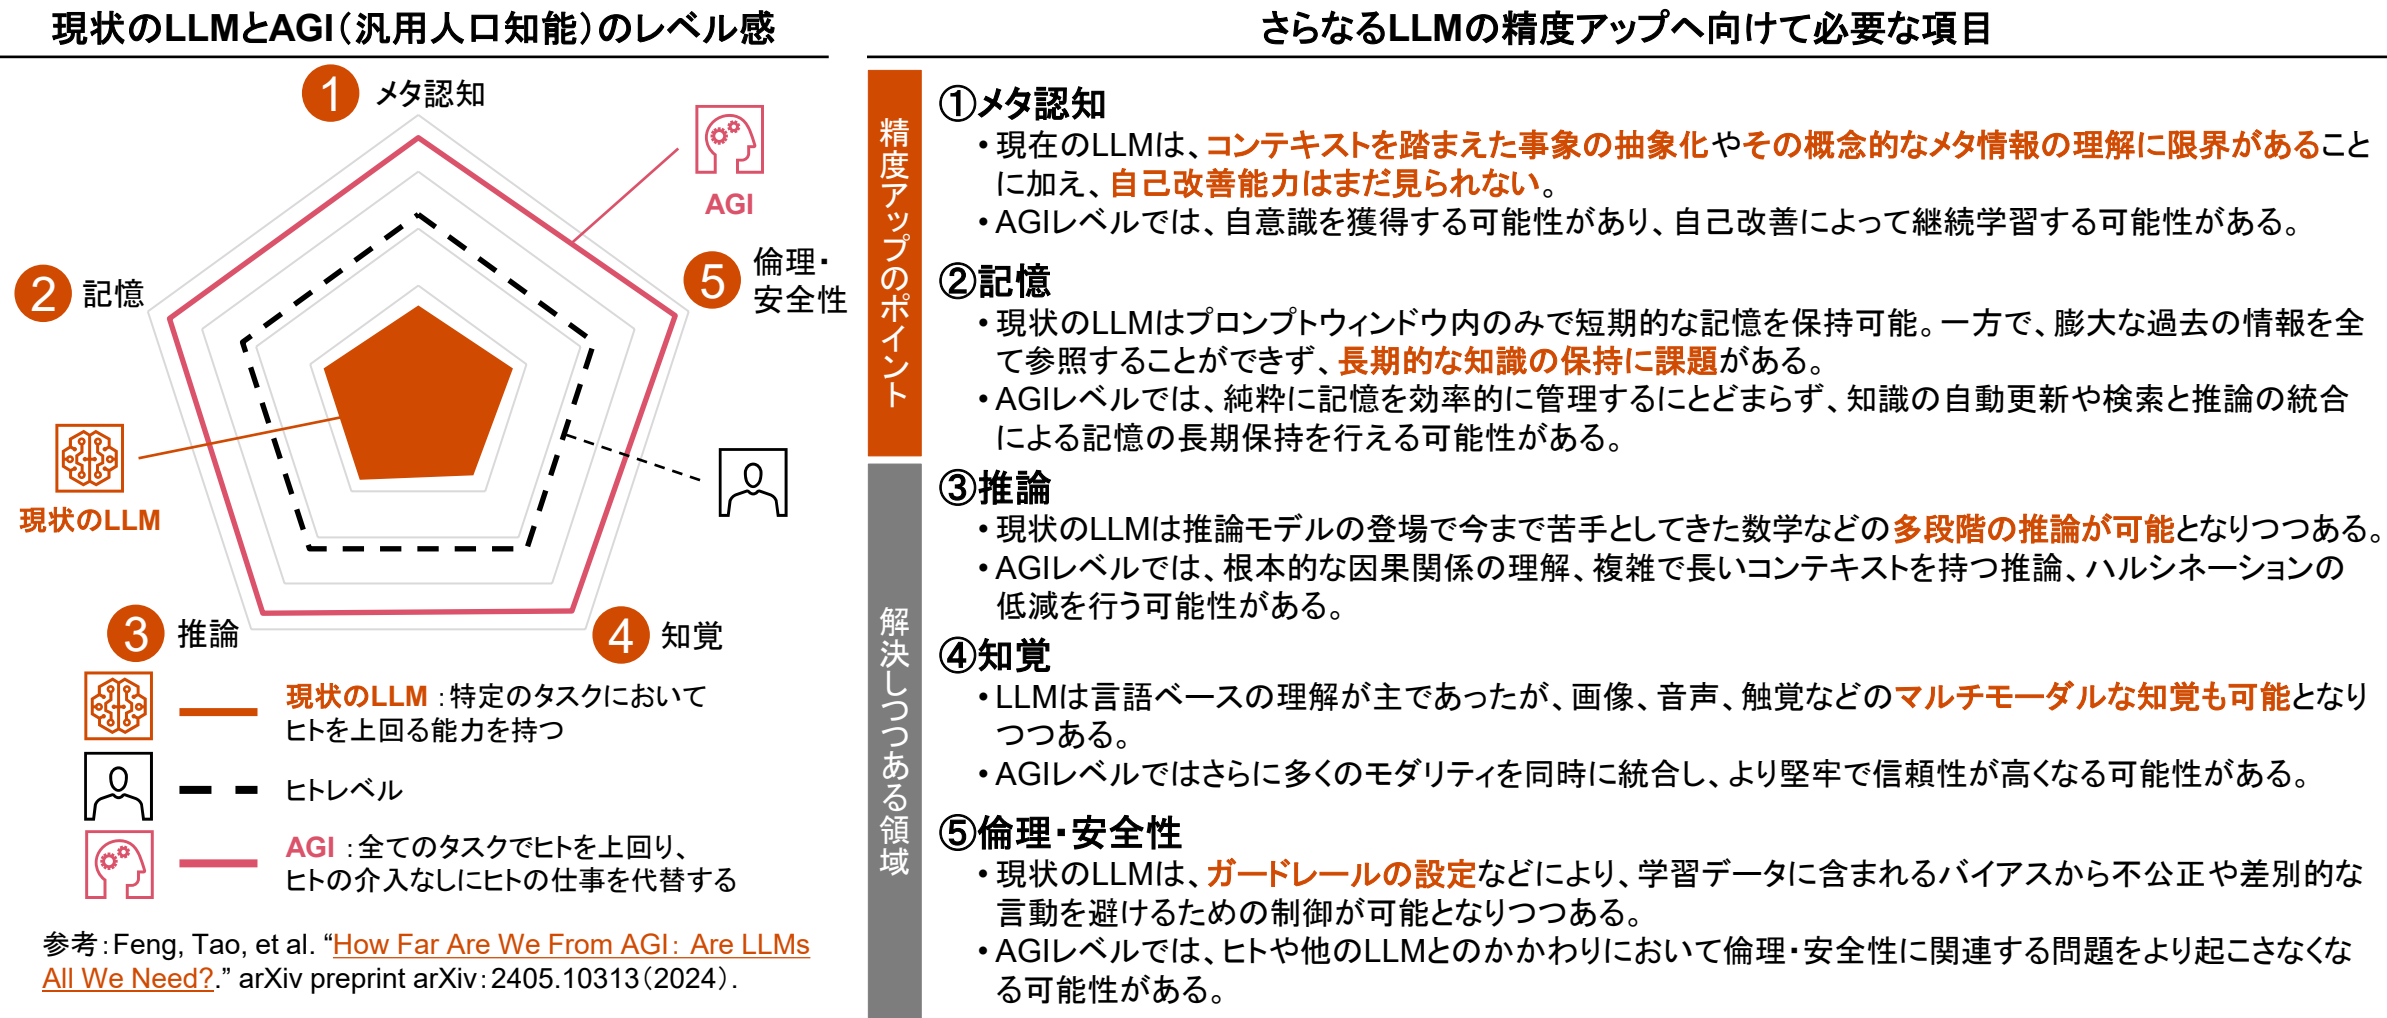 現状のLLMとAGI（汎用人口知能）のレベル感
1 メタ認知
AGI
2 記憶
5 倫理・
安全性
現状のLLM
3 推論
4 知覚
現状のLLM：特定のタスクにおいて
ヒトを上回る能力を持つ
ヒトレベル
AGI：全てのタスクでヒトを上回り、
ヒトの介入なしにヒトの仕事を代替する
参考：Feng, Tao, et al. “How Far Are We From AGI： Are LLMs
All We Need?.” arXiv preprint arXiv：2405.10313（2024）.
さらなるLLMの精度アップへ向けて必要な項目
精度アップのポイント
①メタ認知
•現在のLLMは、コンテキストを踏まえた事象の抽象化やその概念的なメタ情報の理解に限界があること
に加え、自己改善能力はまだ見られない。
•AGIレベルでは、自意識を獲得する可能性があり、自己改善によって継続学習する可能性がある。
②記憶
•現状のLLMはプロンプトウィンドウ内のみで短期的な記憶を保持可能。一方で、膨大な過去の情報を全
て参照することができず、長期的な知識の保持に課題がある。
•AGIレベルでは、純粋に記憶を効率的に管理するにとどまらず、知識の自動更新や検索と推論の統合
による記憶の長期保持を行える可能性がある。
解決しつつある領域
③推論
•現状のLLMは推論モデルの登場で今まで苦手としてきた数学などの多段階の推論が可能となりつつある。
•AGIレベルでは、根本的な因果関係の理解、複雑で長いコンテキストを持つ推論、ハルシネーションの
低減を行う可能性がある。
④知覚
•LLMは言語ベースの理解が主であったが、画像、音声、触覚などのマルチモーダルな知覚も可能となり
つつある。
•AGIレベルではさらに多くのモダリティを同時に統合し、より堅牢で信頼性が高くなる可能性がある。
⑤倫理・安全性
•現状のLLMは、ガードレールの設定などにより、学習データに含まれるバイアスから不公正や差別的な
言動を避けるための制御が可能となりつつある。
•AGIレベルでは、ヒトや他のLLMとのかかわりにおいて倫理・安全性に関連する問題をより起こさなくな
る可能性がある。